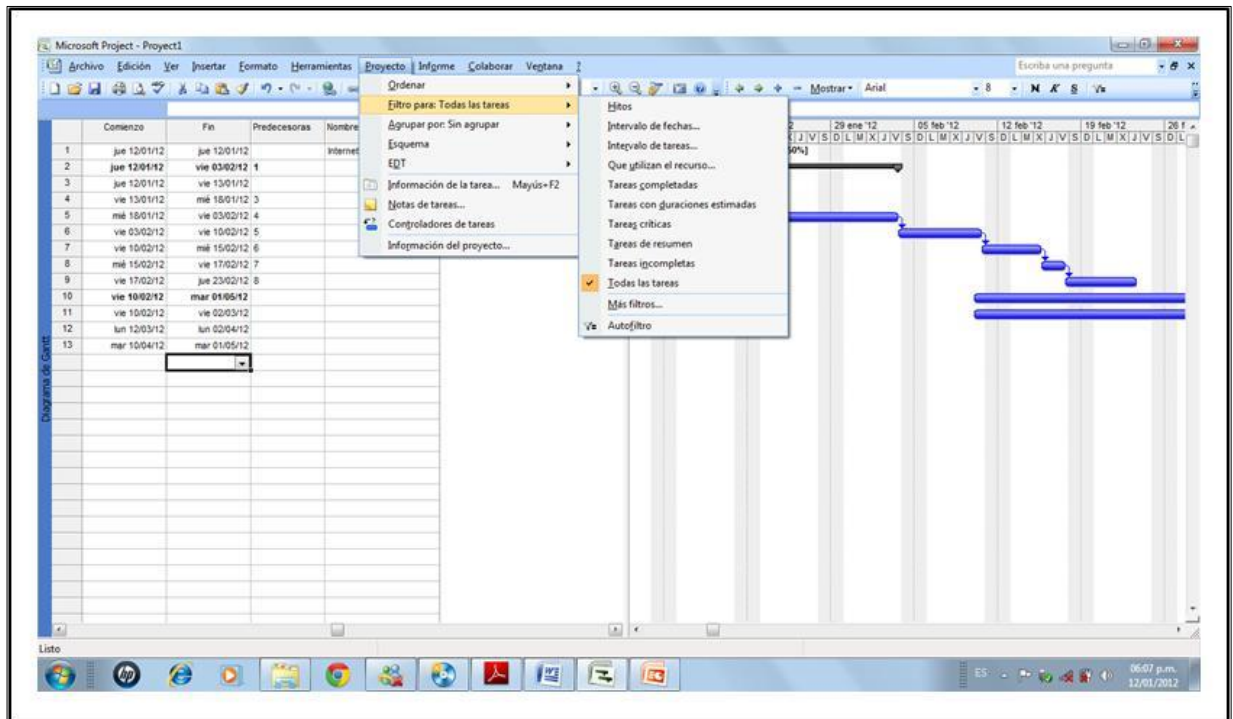 Microsoft Project - Proyect1
Archivo Edición Ver Insertar Formato Herramientas Proyecto Informe Colaborar Ventana ? Escriba una pregunta
Mostrar Arial 8 N K S
Ordenar
Filtro para: Todas las tareas
Agrupar por: Sin agrupar
Esquema
EDT
Información de la tarea... Mayús+F2
Notas de tareas...
Controladores de tareas
Información del proyecto...
Hitos
Intervalo de fechas...
Intervalo de tareas...
Que utilizan el recurso...
Tareas completadas
Tareas con duraciones estimadas
Tareas críticas
Tareas de resumen
Tareas incompletas
Todas las tareas
Más filtros...
Autofiltro
Comienzo Fin Predecesoras Nombre
1 jue 12/01/12 jue 12/01/12 Internet
2 jue 12/01/12 vie 03/02/12 1
3 jue 12/01/12 vie 13/01/12
4 vie 13/01/12 mié 18/01/12 3
5 mié 18/01/12 vie 03/02/12 4
6 vie 03/02/12 vie 10/02/12 5
7 vie 10/02/12 mié 15/02/12 6
8 mié 15/02/12 vie 17/02/12 7
9 vie 17/02/12 jue 23/02/12 8
10 vie 10/02/12 mar 01/05/12
11 vie 10/02/12 vie 02/03/12
12 lun 12/03/12 lun 02/04/12
13 mar 10/04/12 mar 01/05/12
29 ene '12 05 feb '12 12 feb '12 19 feb '12 26 f
X J V S D L M X J V S D L M X J V S D L M X J V S D L M X J V S D L
50%]
Diagrama de Gantt
Listo
ES 06:07 p.m.
12/01/2012